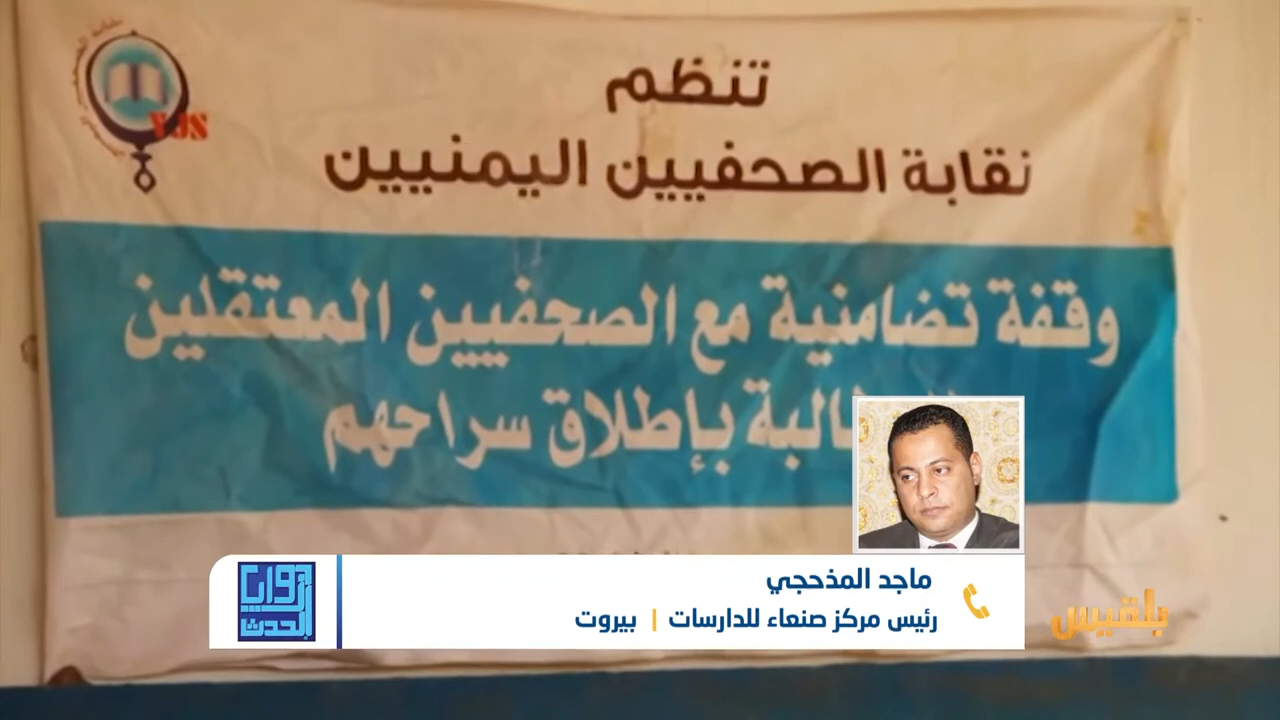 تنظم
نقابة الصحفيين اليمنيين
YJS
وقفة تضامنية مع الصحفيين المعتقلين
بإطلاق سراحهم
ماجد المذحجي
رئيس مركز صنعاء للدارسات | بيروت
زوايا الحدث
بلقيس